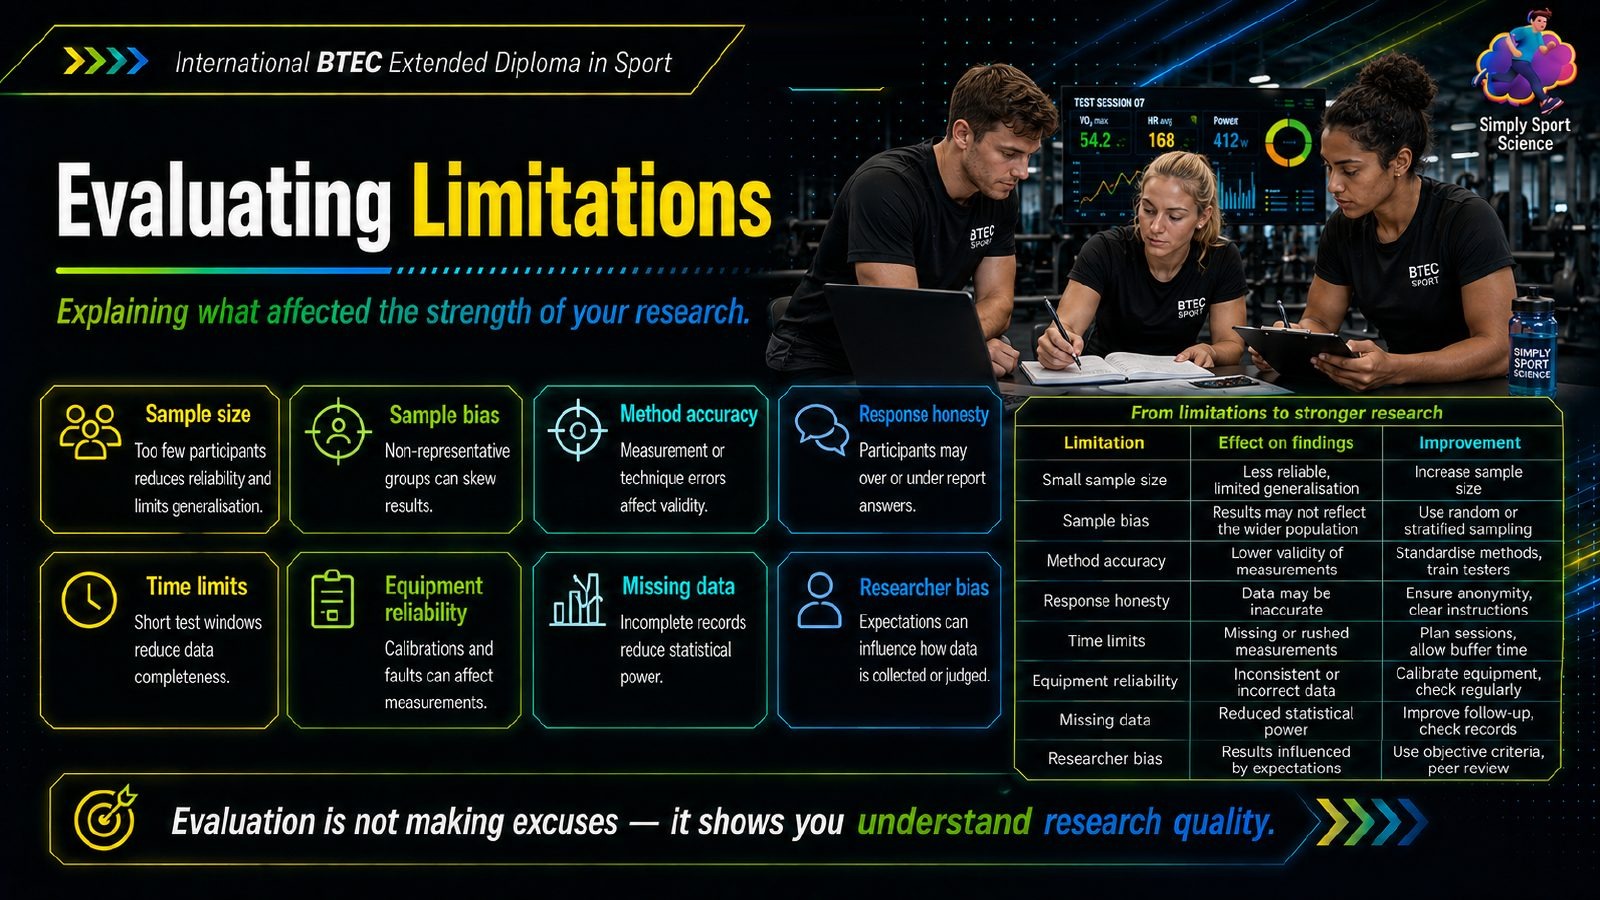 International BTEC Extended Diploma in Sport
Simply Sport
Science
TEST SESSION 07
VO₂ max
HR avg
Power
54.2
168
412 W
Evaluating Limitations
BTEC
SPORT
BTEC
SPORT
BTEC
SPORT
Explaining what affected the strength of your research.
SIMPLY
SPORT
SCIENCE
Sample size
Too few participants
reduces reliability and
limits generalisation.
Sample bias
Non-representative
groups can skew
results.
Method accuracy
Measurement or
technique errors
affect validity.
Response honesty
Participants may
over or under report
answers.
Time limits
Short test windows
reduce data
completeness.
Equipment
reliability
Calibrations and
faults can affect
measurements.
Missing data
Incomplete records
reduce statistical
power.
Researcher bias
Expectations can
influence how data
is collected or judged.
From limitations to stronger research
Limitation Effect on findings Improvement
Small sample size
Less reliable,
limited generalisation
Increase sample
size
Sample bias
Results may not reflect
the wider population
Use random or
stratified sampling
Method accuracy
Lower validity of
measurements
Standardise methods,
train testers
Response honesty
Data may be
inaccurate
Ensure anonymity,
clear instructions
Time limits
Missing or rushed
measurements
Plan sessions,
allow buffer time
Equipment reliability
Inconsistent or
incorrect data
Calibrate equipment,
check regularly
Missing data
Reduced statistical
power
Improve follow-up,
check records
Researcher bias
Results influenced
by expectations
Use objective criteria,
peer review
Evaluation is not making excuses — it shows you understand research quality.